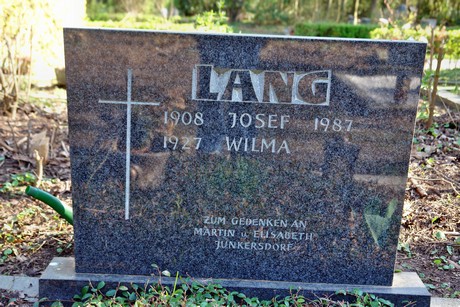 LANG
1908 JOSEF 1987
1927 WILMA
ZUM GEDENKEN AN
MARTIN U. ELISABETH
JUNKERSDORF